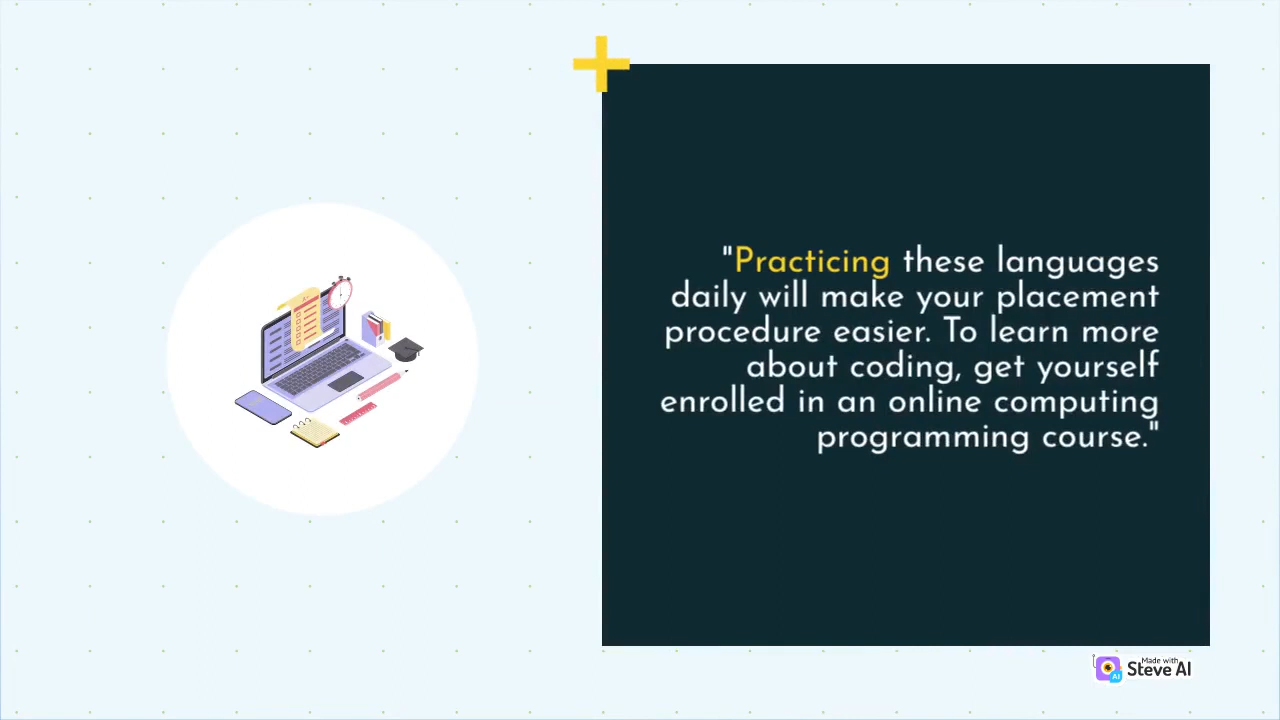 "Practicing these languages
daily will make your placement
procedure easier. To learn more
about coding, get yourself
enrolled in an online computing
programming course."
Made with
Steve AI
AI